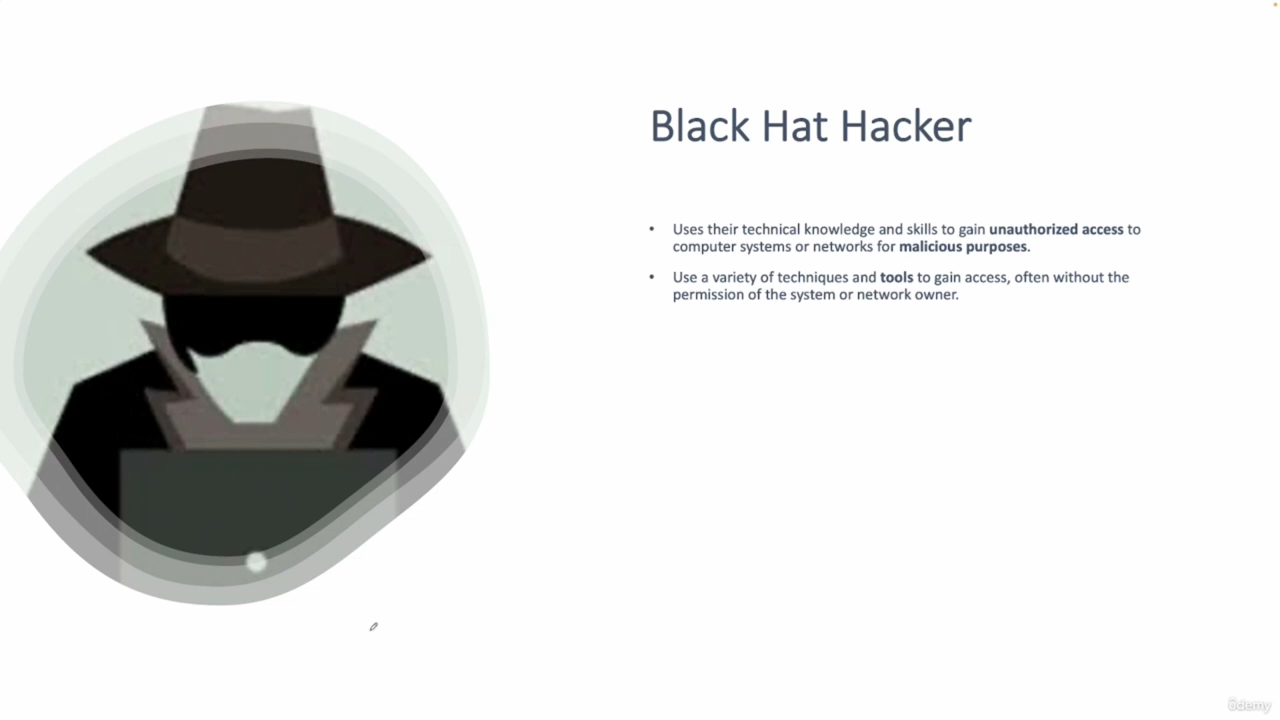 Black Hat Hacker
• Uses their technical knowledge and skills to gain unauthorized access to
computer systems or networks for malicious purposes.
• Use a variety of techniques and tools to gain access, often without the
permission of the system or network owner.
ûdemy